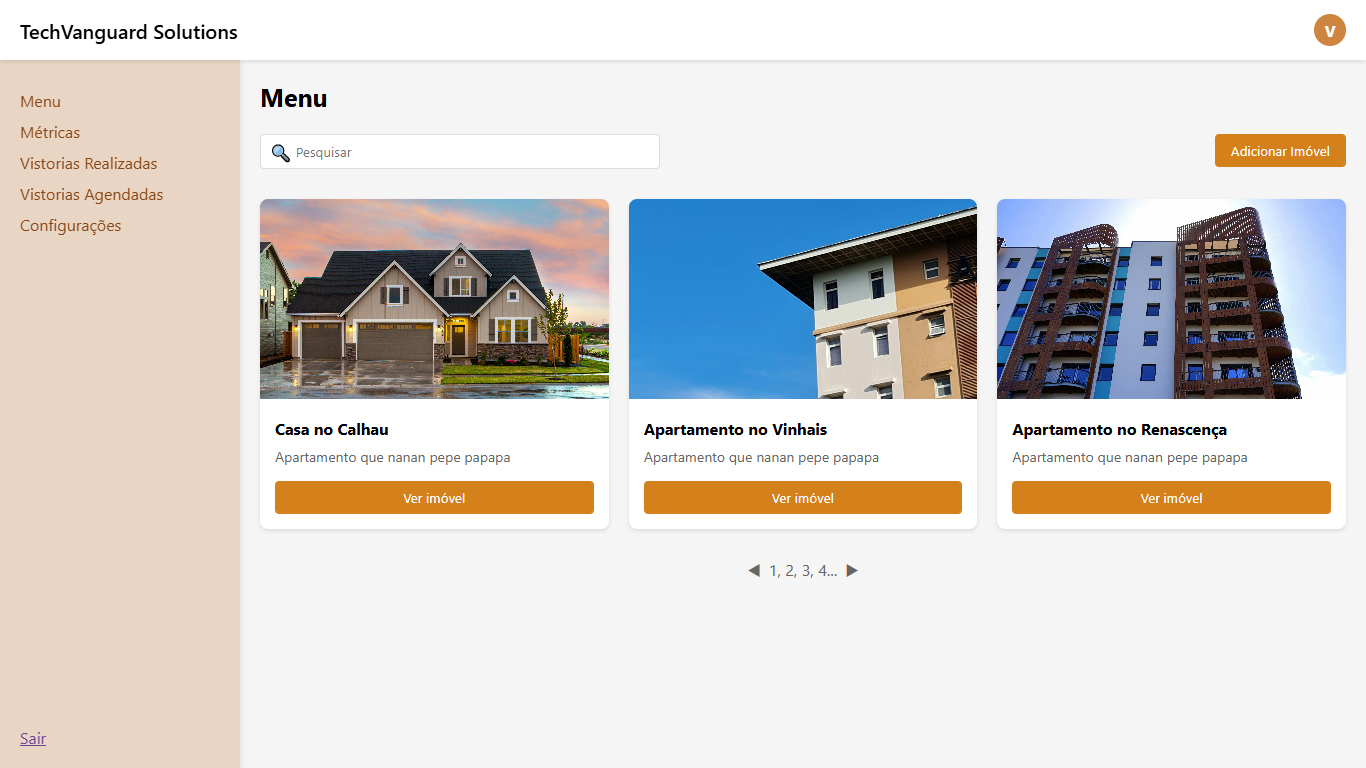 TechVanguard Solutions
V
Menu
Métricas
Vistorias Realizadas
Vistorias Agendadas
Configurações
Sair
Menu
Pesquisar
Adicionar Imóvel
Casa no Calhau
Apartamento que nanan pepe papapa
Ver imóvel
Apartamento no Vinhais
Apartamento que nanan pepe papapa
Ver imóvel
Apartamento no Renascença
Apartamento que nanan pepe papapa
Ver imóvel
◀ 1, 2, 3, 4... ▶